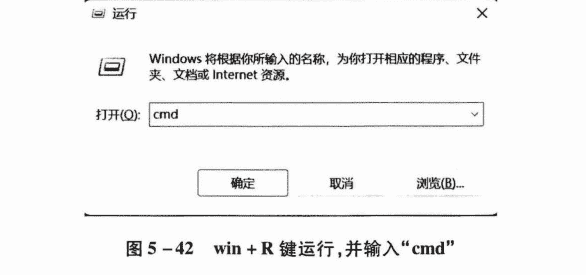 运行
Windows 将根据你所输入的名称，为你打开相应的程序、文件
夹、文档或 Internet 资源。
打开(O): cmd
确定 取消 浏览(B)...
图 5-42 win + R 键运行,并输入“cmd”